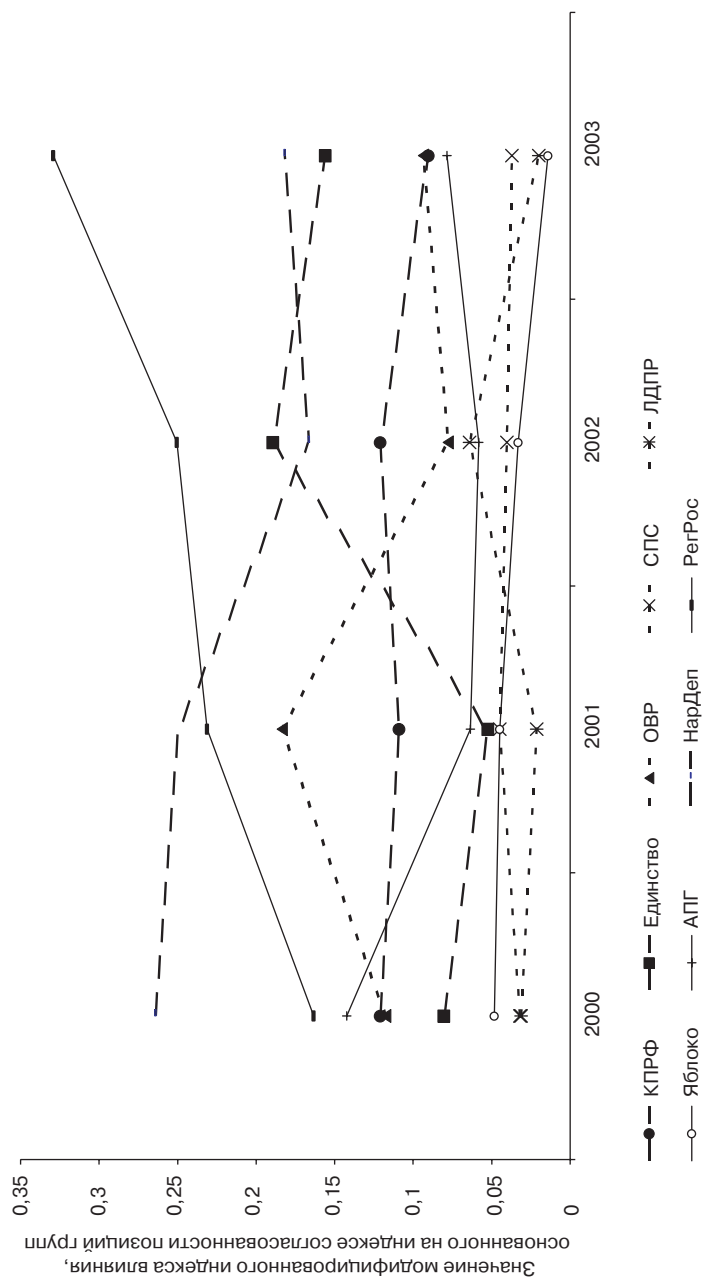 Значение модифицированного индекса влияния,
основанного на индексе согласованности позиций групп
0,35
0,3
0,25
0,2
0,15
0,1
0,05
0
2000
2001
2002
2003
КПРФ
Единство
ОВР
СПС
ЛДПР
Яблоко
АПГ
НарДеп
РегРос